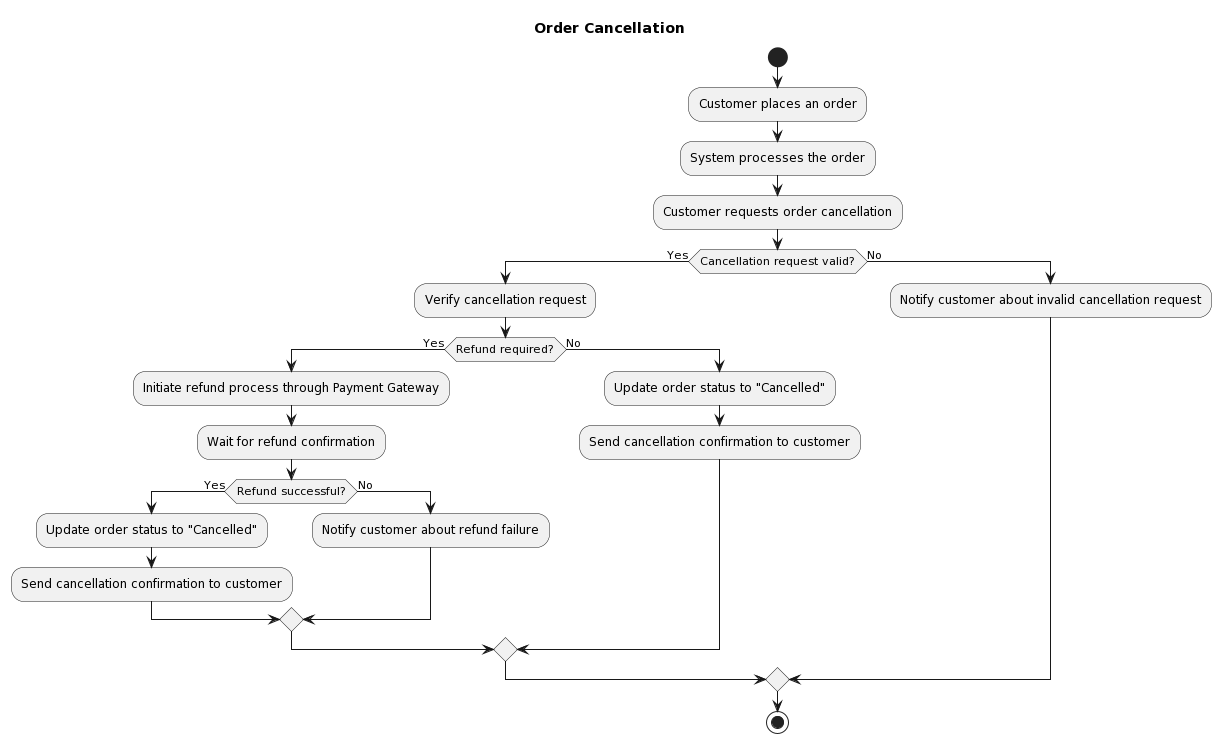 Order Cancellation
Customer places an order
System processes the order
Customer requests order cancellation
Yes
Cancellation request valid?
No
Verify cancellation request
Notify customer about invalid cancellation request
Yes
Refund required?
No
Initiate refund process through Payment Gateway
Update order status to "Cancelled"
Wait for refund confirmation
Send cancellation confirmation to customer
Yes
Refund successful?
No
Update order status to "Cancelled"
Notify customer about refund failure
Send cancellation confirmation to customer